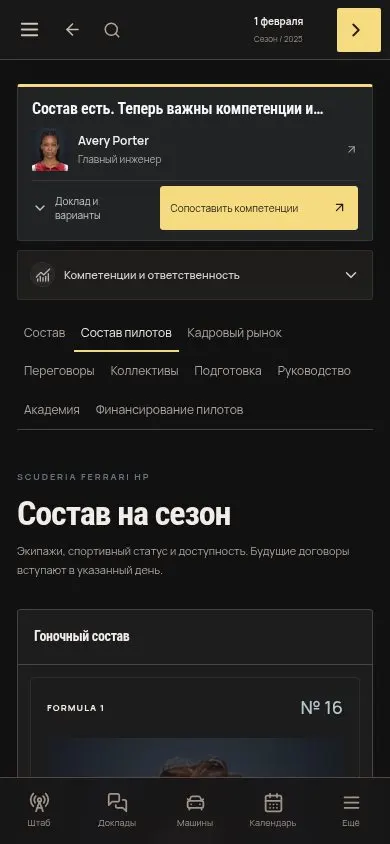 1 февраля
Сезон / 2025
Состав есть. Теперь важны компетенции и...
Avery Porter
Главный инженер
Доклад и
варианты
Сопоставить компетенции
Компетенции и ответственность
Состав Состав пилотов Кадровый рынок
Переговоры Коллективы Подготовка Руководство
Академия Финансирование пилотов
SCUDERIA FERRARI HP
Состав на сезон
Экипажи, спортивный статус и доступность. Будущие договоры
вступают в указанный день.
Гоночный состав
FORMULA 1
№ 16
Штаб Доклады Машины Календарь Ещё